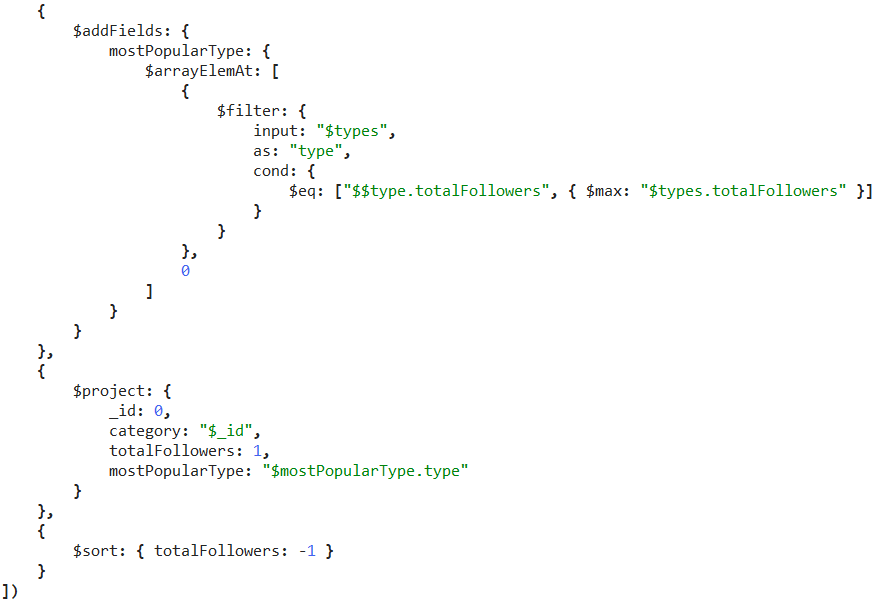 {
$addFields: {
mostPopularType: {
$arrayElemAt: [
{
$filter: {
input: "$types",
as: "type",
cond: {
$eq: ["$$type.totalFollowers", { $max: "$types.totalFollowers" }]
}
}
},
0
]
}
}
},
{
$project: {
_id: 0,
category: "$_id",
totalFollowers: 1,
mostPopularType: "$mostPopularType.type"
}
},
{
$sort: { totalFollowers: -1 }
}
])